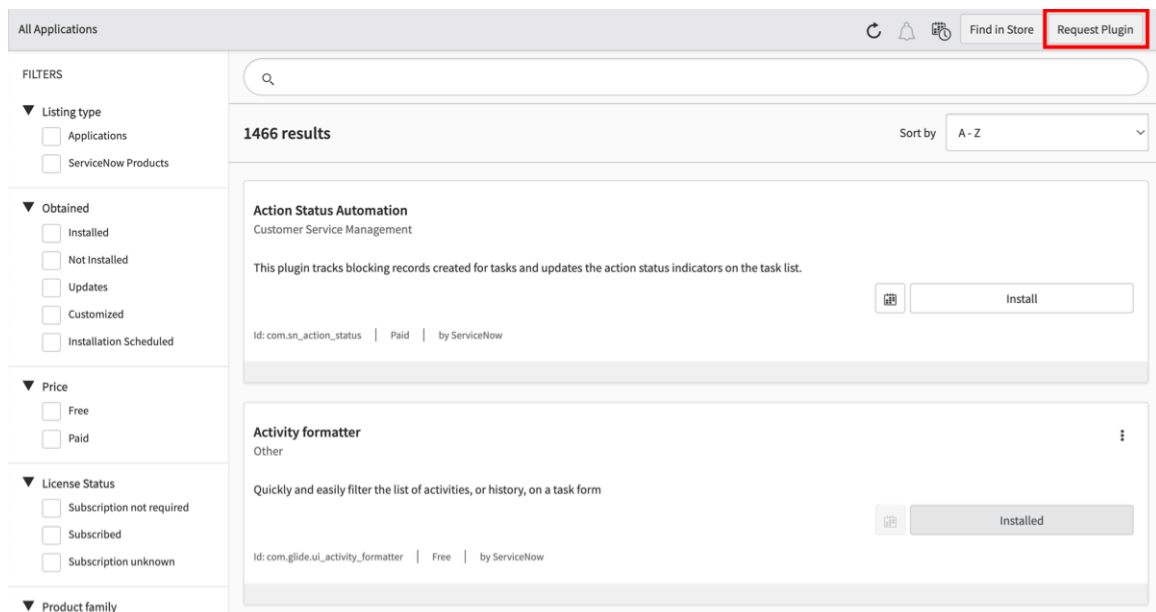 All Applications
Find in Store
Request Plugin
FILTERS
Listing type
Applications
ServiceNow Products
Obtained
Installed
Not Installed
Updates
Customized
Installation Scheduled
Price
Free
Paid
License Status
Subscription not required
Subscribed
Subscription unknown
Product family
1466 results
Sort by
A - Z
Action Status Automation
Customer Service Management
This plugin tracks blocking records created for tasks and updates the action status indicators on the task list.
Install
Id: com.sn_action_status | Paid | by ServiceNow
Activity formatter
Other
Quickly and easily filter the list of activities, or history, on a task form
Installed
Id: com.glide.ui_activity_formatter | Free | by ServiceNow